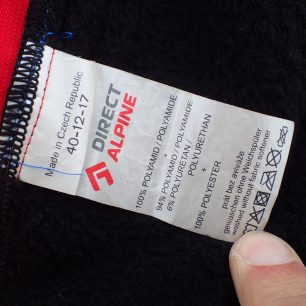 Made in Czech Republic
40-12-17
DIRECT
ALPINE
100% POLYAMID / POLYAMIDE
+
94% POLYAMID / POLYAMIDE
6% POLYURETAN /
POLYURETHAN
+
100% POLYESTER
prát bez aviváže
gewaschen ohne Weichspüler
washed without fabric softener